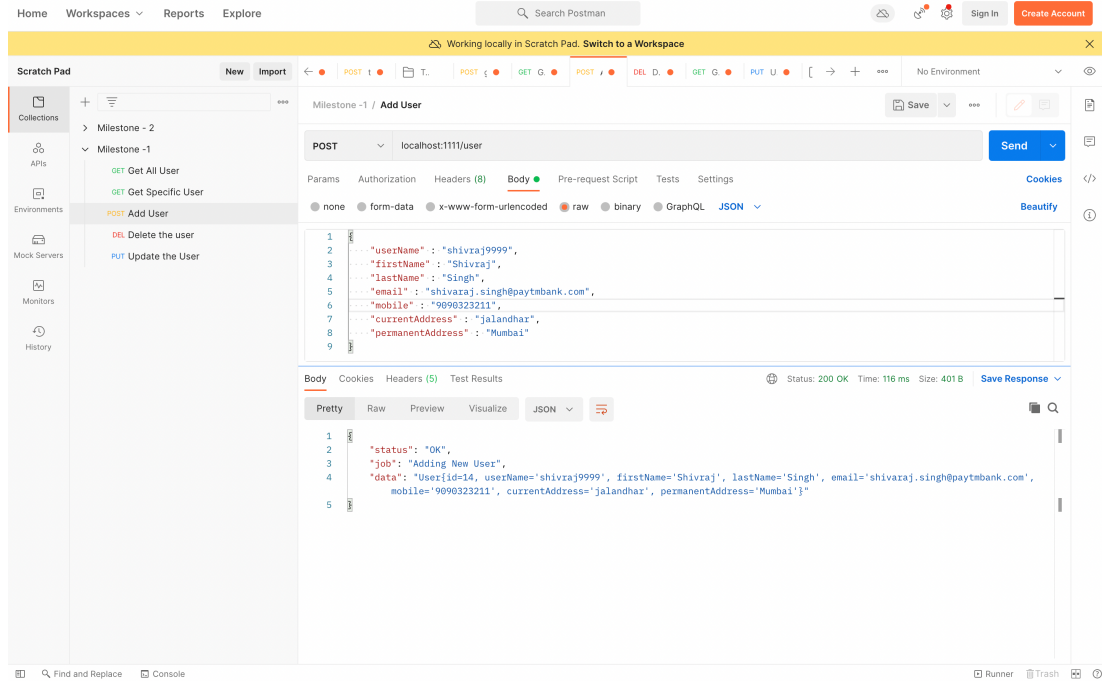 Home Workspaces Reports Explore Search Postman Sign In Create Account
Working locally in Scratch Pad. Switch to a Workspace
Scratch Pad New Import
POST t POST g GET G. POST DEL D. GET G. PUT U. No Environment
Collections
APIs
Environments
Mock Servers
Monitors
History
Milestone - 2
Milestone -1
GET Get All User
GET Get Specific User
POST Add User
DEL Delete the user
PUT Update the User
Milestone -1 / Add User Save
POST localhost:1111/user Send
Params Authorization Headers (8) Body Pre-request Script Tests Settings Cookies
none form-data x-www-form-urlencoded raw binary GraphQL JSON Beautify
1 {
2 "userName" : "shivraj9999",
3 "firstName" : "Shivraj",
4 "lastName" : "Singh",
5 "email" : "shivaraj.singh@paytmbank.com",
6 "mobile" : "9090323211",
7 "currentAddress" : "jalandhar",
8 "permanentAddress" : "Mumbai"
9 }
Body Cookies Headers (5) Test Results Status: 200 OK Time: 116 ms Size: 401 B Save Response
Pretty Raw Preview Visualize JSON
1 {
2 "status": "OK",
3 "job": "Adding New User",
4 "data": "User{id=14, userName='shivraj9999', firstName='Shivraj', lastName='Singh', email='shivaraj.singh@paytmbank.com',
mobile='9090323211', currentAddress='jalandhar', permanentAddress='Mumbai'}"
5 }
Find and Replace Console Runner Trash